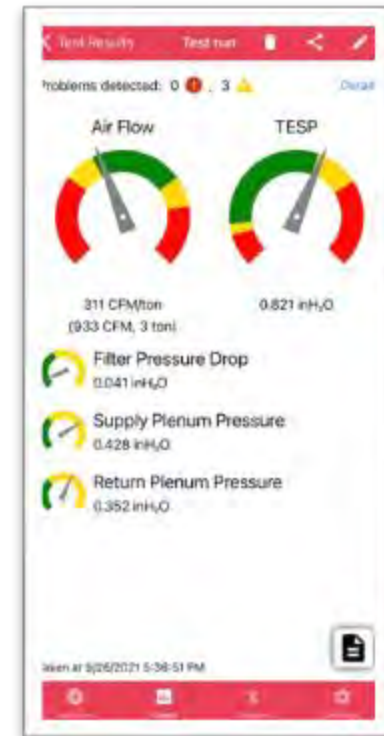 Test Results Test run
Problems detected: 0 , 3 Detail
Air Flow TESP
311 CFM/ton 0.821 inH₂O
(933 CFM, 3 ton)
Filter Pressure Drop
0.041 inH₂O
Supply Plenum Pressure
0.428 inH₂O
Return Plenum Pressure
0.352 inH₂O
Taken at 9/26/2021 5:36:51 PM